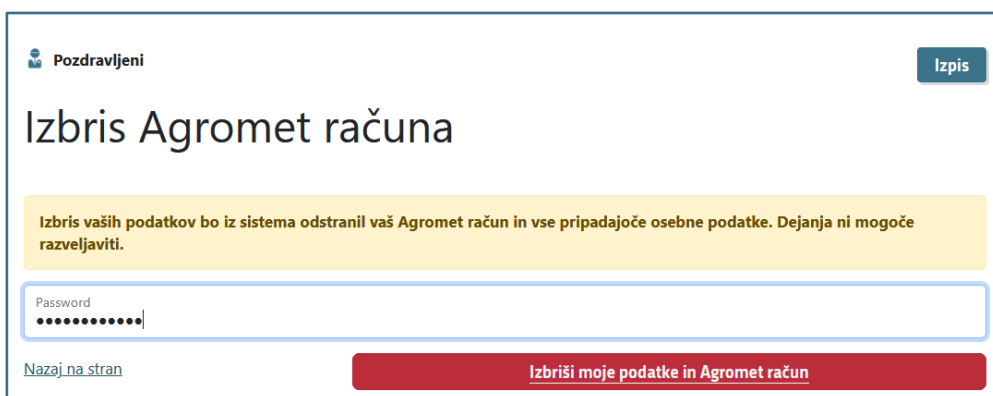 Pozdravljeni
Izpis
Izbris Agromet računa
Izbris vaših podatkov bo iz sistema odstranil vaš Agromet račun in vse pripadajoče osebne podatke. Dejanja ni mogoče
razveljaviti.
Password
••••••••••••
Nazaj na stran
Izbriši moje podatke in Agromet račun